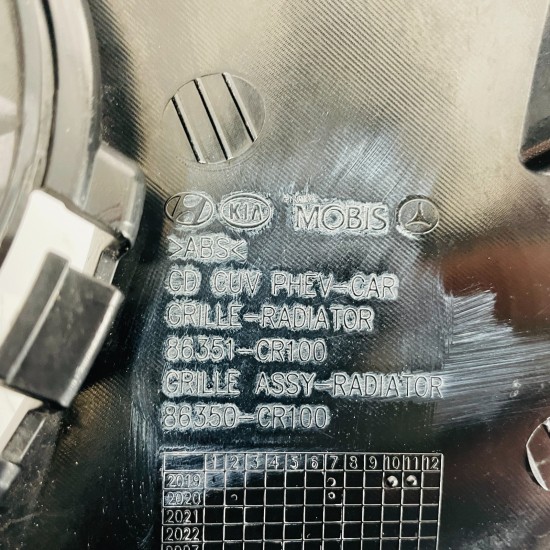 KIA MOBIS
>ABS<
CD CUV PHEV-CAR
GRILLE-RADIATOR
86351-CR100
GRILLE ASSY-RADIATOR
86350-CR100
1 2 3 4 5 6 7 8 9 10 11 12
2019
2020
2021
2022